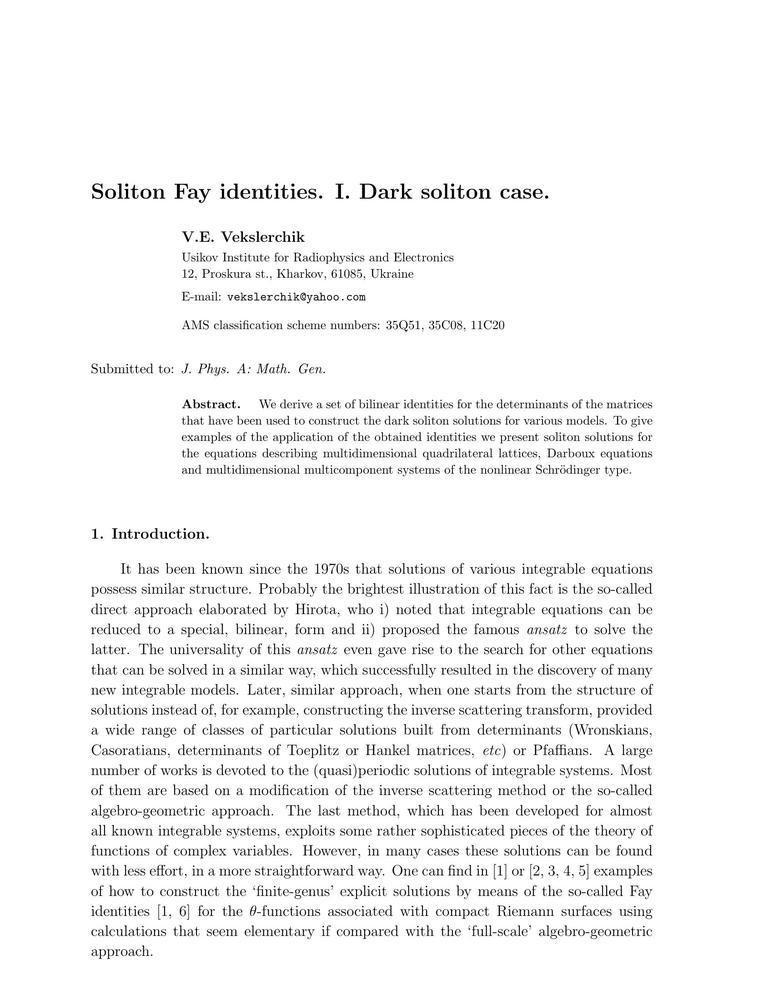 Soliton Fay identities. I. Dark soliton case.
V.E. Vekslerchik
Usikov Institute for Radiophysics and Electronics
12, Proskura st., Kharkov, 61085, Ukraine
E-mail: vekslerchik@yahoo.com
AMS classification scheme numbers: 35Q51, 35C08, 11C20
Submitted to: J. Phys. A: Math. Gen.
Abstract. We derive a set of bilinear identities for the determinants of the matrices
that have been used to construct the dark soliton solutions for various models. To give
examples of the application of the obtained identities we present soliton solutions for
the equations describing multidimensional quadrilateral lattices, Darboux equations
and multidimensional multicomponent systems of the nonlinear Schrödinger type.
1. Introduction.
It has been known since the 1970s that solutions of various integrable equations
possess similar structure. Probably the brightest illustration of this fact is the so-called
direct approach elaborated by Hirota, who i) noted that integrable equations can be
reduced to a special, bilinear, form and ii) proposed the famous ansatz to solve the
latter. The universality of this ansatz even gave rise to the search for other equations
that can be solved in a similar way, which successfully resulted in the discovery of many
new integrable models. Later, similar approach, when one starts from the structure of
solutions instead of, for example, constructing the inverse scattering transform, provided
a wide range of classes of particular solutions built from determinants (Wronskians,
Casoratians, determinants of Toeplitz or Hankel matrices, etc) or Pfaffians. A large
number of works is devoted to the (quasi)periodic solutions of integrable systems. Most
of them are based on a modification of the inverse scattering method or the so-called
algebro-geometric approach. The last method, which has been developed for almost
all known integrable systems, exploits some rather sophisticated pieces of the theory of
functions of complex variables. However, in many cases these solutions can be found
with less effort, in a more straightforward way. One can find in [1] or [2, 3, 4, 5] examples
of how to construct the ‘finite-genus’ explicit solutions by means of the so-called Fay
identities [1, 6] for the θ-functions associated with compact Riemann surfaces using
calculations that seem elementary if compared with the ‘full-scale’ algebro-geometric
approach.